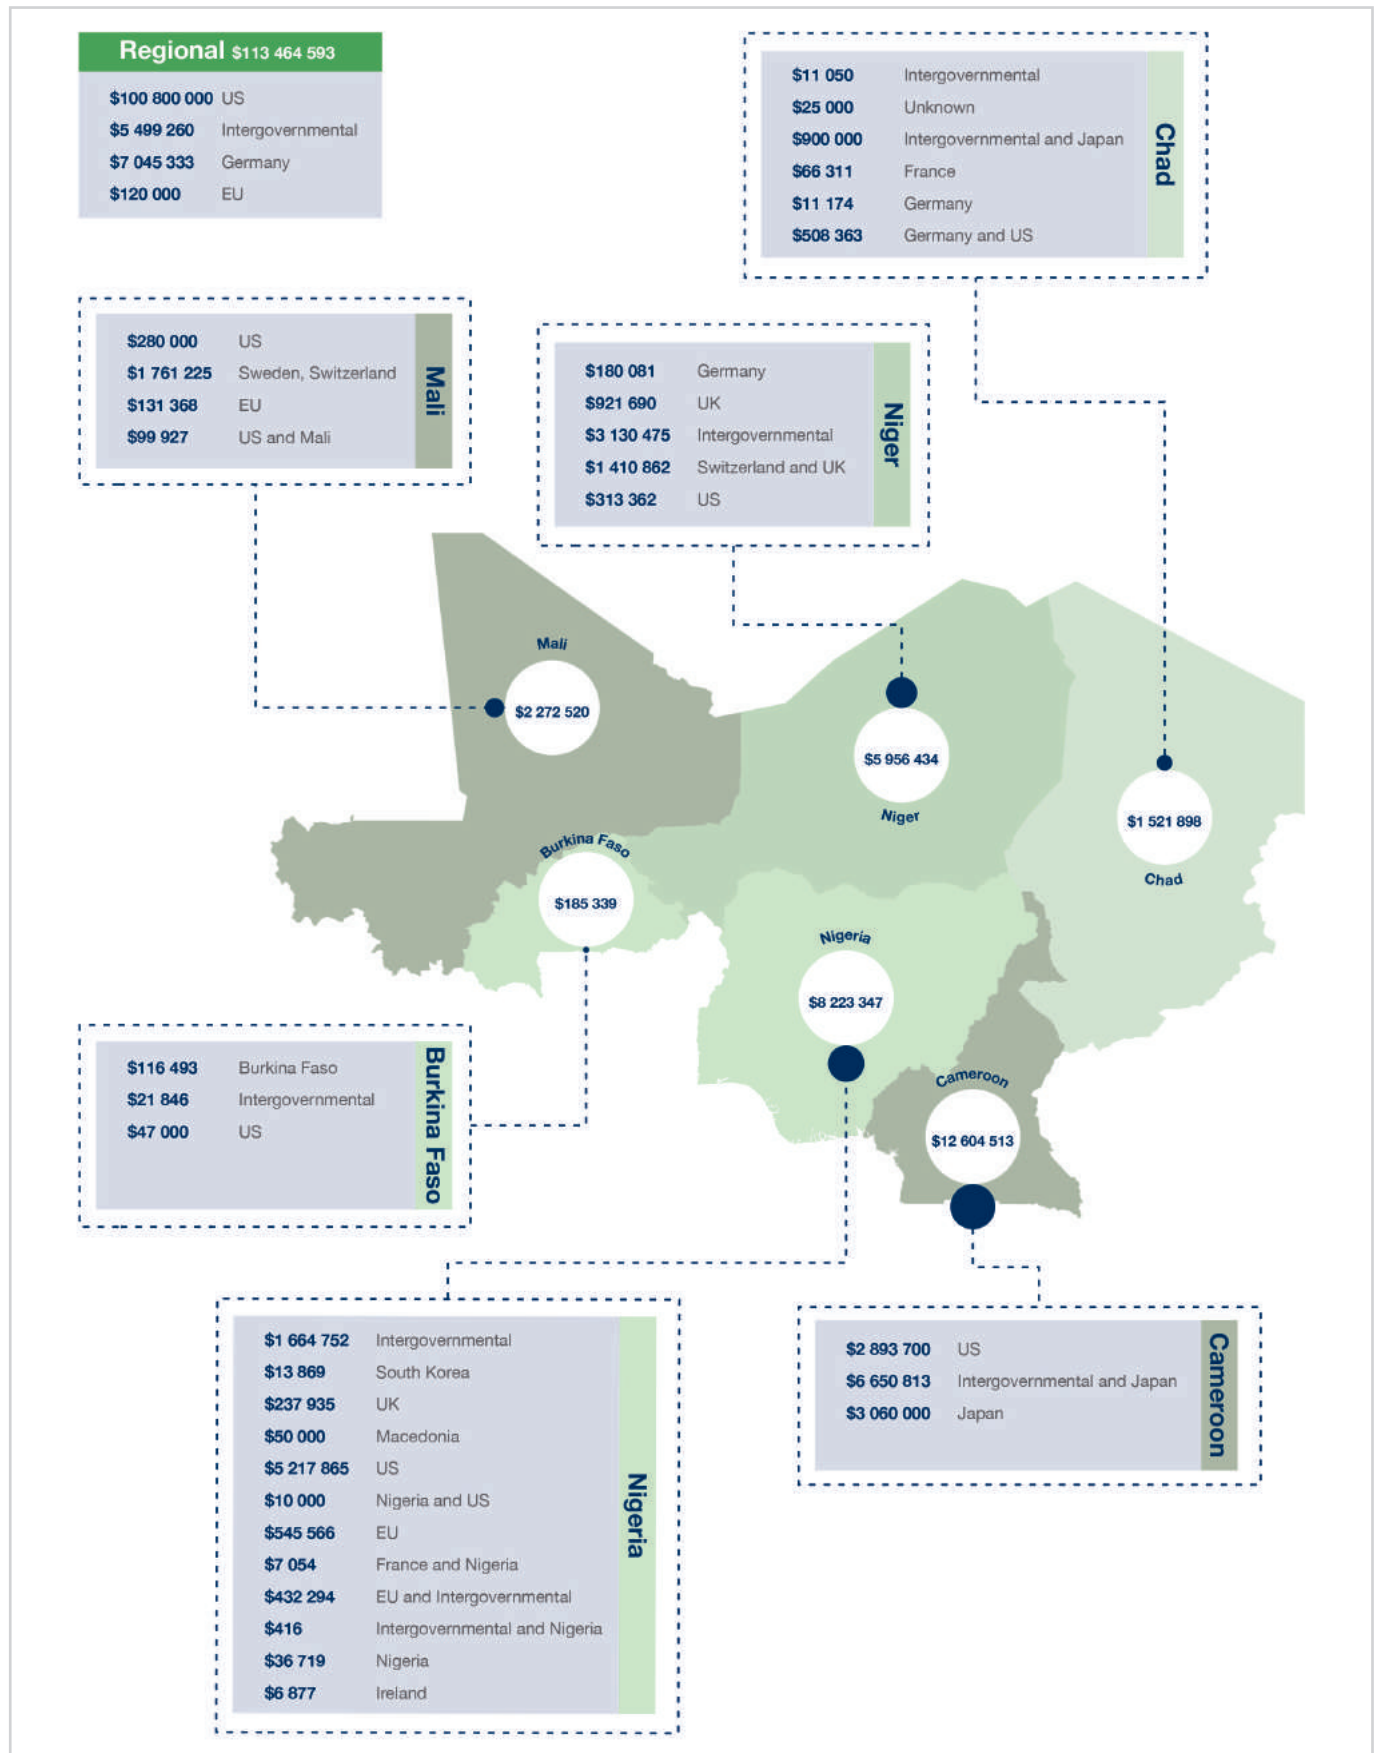 Regional $113 464 593
$100 800 000 US
$5 499 260 Intergovernmental
$7 045 333 Germany
$120 000 EU
$11 050 Intergovernmental
$25 000 Unknown
$900 000 Intergovernmental and Japan
$66 311 France
$11 174 Germany
$508 363 Germany and US
Chad
$280 000 US
$1 761 225 Sweden, Switzerland
$131 368 EU
$99 927 US and Mali
Mali
$180 081 Germany
$921 690 UK
$3 130 475 Intergovernmental
$1 410 862 Switzerland and UK
$313 362 US
Niger
Mali
$2 272 520
$5 956 434
Niger
$1 521 898
Chad
Burkina Faso
$185 339
Nigeria
$8 223 347
Cameroon
$12 604 513
$116 493 Burkina Faso
$21 846 Intergovernmental
$47 000 US
Burkina Faso
$1 664 752 Intergovernmental
$13 869 South Korea
$237 935 UK
$50 000 Macedonia
$5 217 865 US
$10 000 Nigeria and US
$545 566 EU
$7 054 France and Nigeria
$432 294 EU and Intergovernmental
$416 Intergovernmental and Nigeria
$36 719 Nigeria
$6 877 Ireland
Nigeria
$2 893 700 US
$6 650 813 Intergovernmental and Japan
$3 060 000 Japan
Cameroon